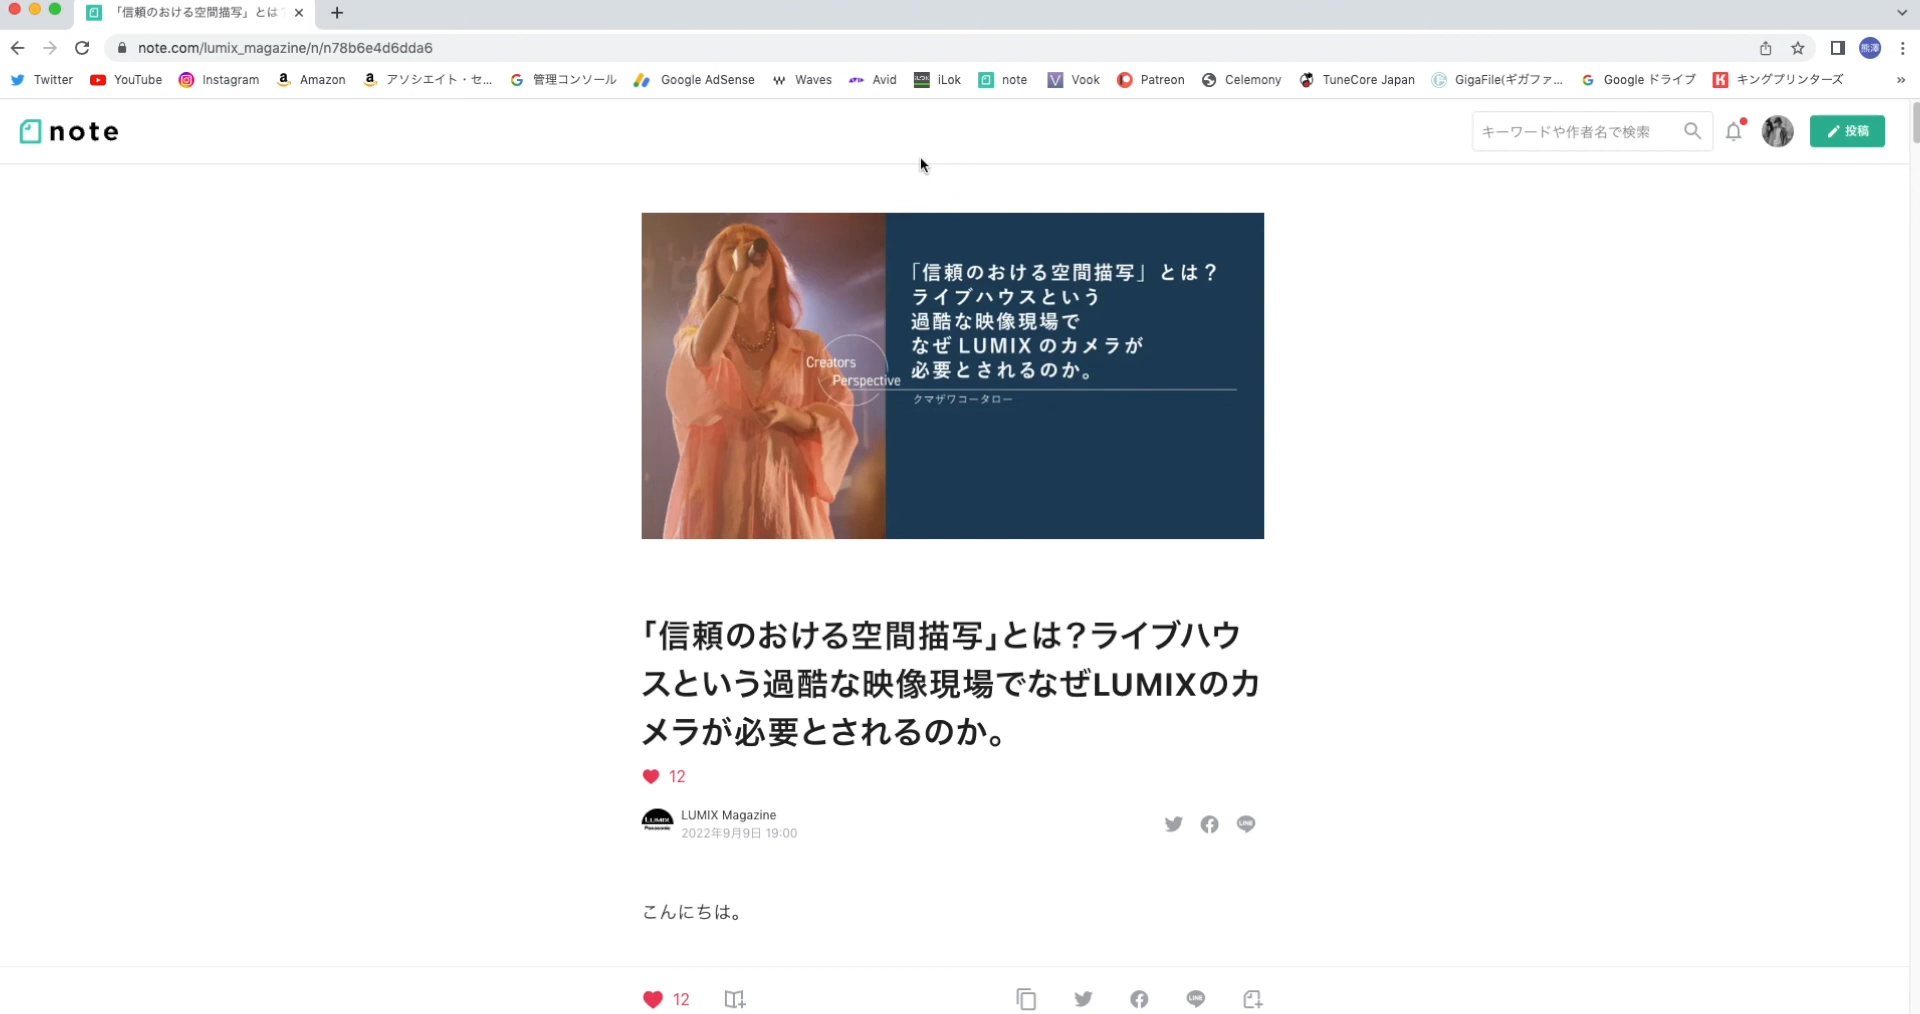 「信頼のおける空間描写」とは
note.com/lumix_magazine/n/n78b6e4d6dda6
熊澤
Twitter YouTube Instagram Amazon アソシエイト・セ... 管理コンソール Google AdSense Waves Avid iLok note Vook Patreon Celemony TuneCore Japan GigaFile(ギガファ... Google ドライブ キングプリンターズ
note キーワードや作者名で検索 投稿
「信頼のおける空間描写」とは？
ライブハウスという
過酷な映像現場で
なぜ LUMIX のカメラが
必要とされるのか。
Creators
Perspective
クマザワコータロー
「信頼のおける空間描写」とは？ライブハウ
スという過酷な映像現場でなぜLUMIXのカ
メラが必要とされるのか。
12
LUMIX Magazine
2022年9月9日 19:00
こんにちは。
12